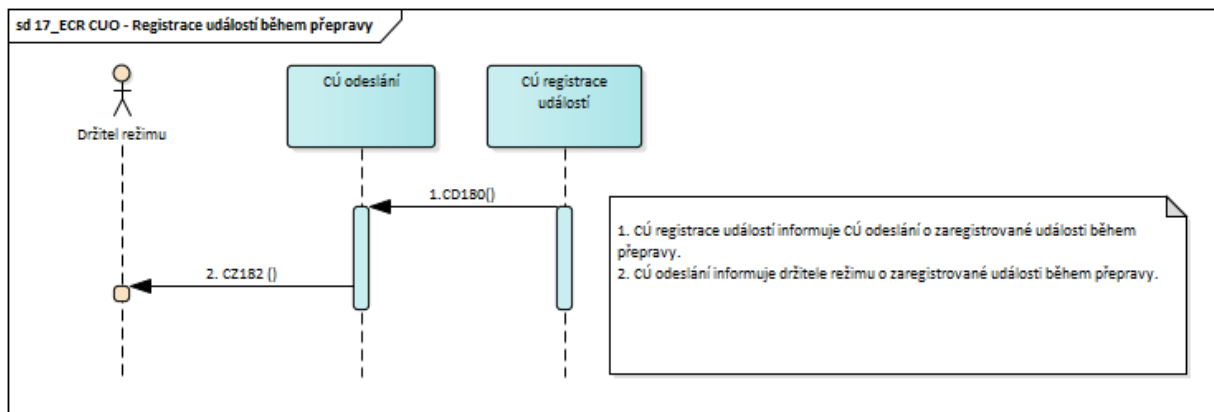 sd 17_ECR CUO - Registrace událostí během přepravy
CÚ odeslání
CÚ registrace
událostí
Držitel režimu
1.CD180()
2. CZ182 ()
1. CÚ registrace událostí informuje CÚ odeslání o zaregistrované události během
přepravy.
2. CÚ odeslání informuje držitele režimu o zaregistrované události během přepravy.